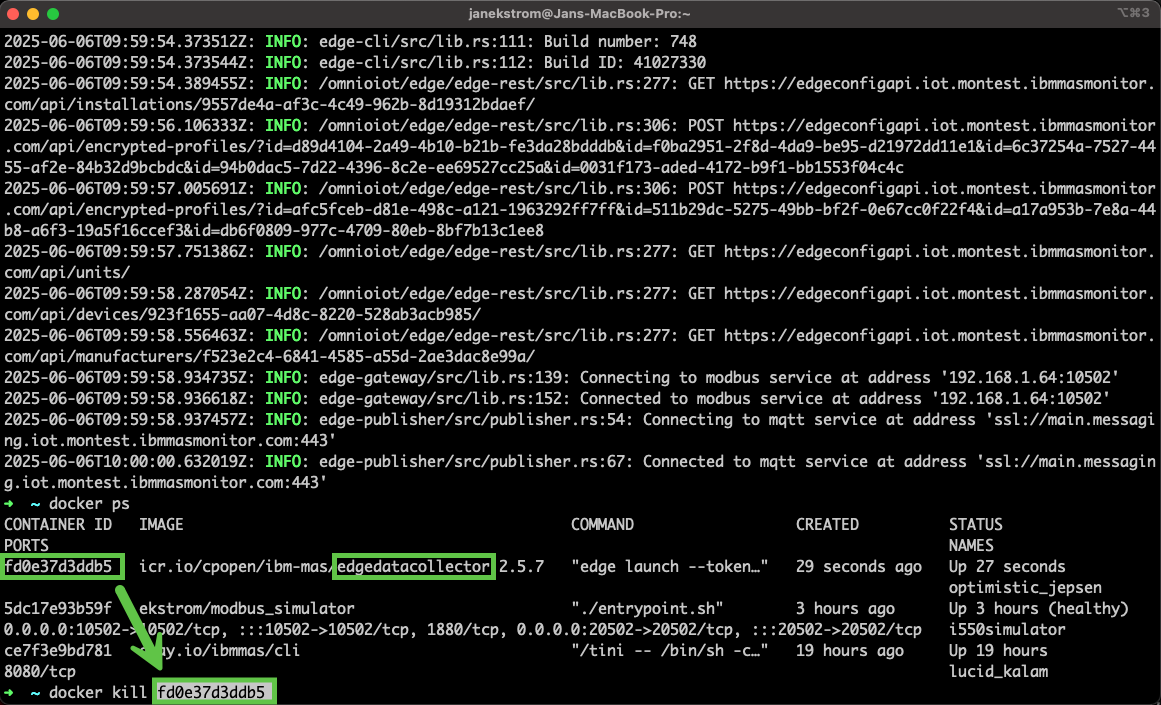 janekstrom@Jans-MacBook-Pro:~
⌥⌘3
2025-06-06T09:59:54.373512Z: INFO: edge-cli/src/lib.rs:111: Build number: 748
2025-06-06T09:59:54.373544Z: INFO: edge-cli/src/lib.rs:112: Build ID: 41027330
2025-06-06T09:59:54.389455Z: INFO: /omnioiot/edge/edge-rest/src/lib.rs:277: GET https://edgeconfigapi.iot.montest.ibmmasmonitor.
com/api/installations/9557de4a-af3c-4c49-962b-8d19312bdaef/
2025-06-06T09:59:56.106333Z: INFO: /omnioiot/edge/edge-rest/src/lib.rs:306: POST https://edgeconfigapi.iot.montest.ibmmasmonitor
.com/api/encrypted-profiles/?id=d89d4104-2a49-4b10-b21b-fe3da28bdddb&id=f0ba2951-2f8d-4da9-be95-d21972dd11e1&id=6c37254a-7527-44
55-af2e-84b32d9bcbdc&id=94b0dac5-7d22-4396-8c2e-ee69527cc25a&id=0031f173-aded-4172-b9f1-bb1553f04c4c
2025-06-06T09:59:57.005691Z: INFO: /omnioiot/edge/edge-rest/src/lib.rs:306: POST https://edgeconfigapi.iot.montest.ibmmasmonitor
.com/api/encrypted-profiles/?id=afc5fceb-d81e-498c-a121-1963292ff7ff&id=511b29dc-5275-49bb-bf2f-0e67cc0f22f4&id=a17a953b-7e8a-44
b8-a6f3-19a5f16ccef3&id=db6f0809-977c-4709-80eb-8bf7b13c1ee8
2025-06-06T09:59:57.751386Z: INFO: /omnioiot/edge/edge-rest/src/lib.rs:277: GET https://edgeconfigapi.iot.montest.ibmmasmonitor.
com/api/units/
2025-06-06T09:59:58.287054Z: INFO: /omnioiot/edge/edge-rest/src/lib.rs:277: GET https://edgeconfigapi.iot.montest.ibmmasmonitor.
com/api/devices/923f1655-aa07-4d8c-8220-528ab3acb985/
2025-06-06T09:59:58.556463Z: INFO: /omnioiot/edge/edge-rest/src/lib.rs:277: GET https://edgeconfigapi.iot.montest.ibmmasmonitor.
com/api/manufacturers/f523e2c4-6841-4585-a55d-2ae3dac8e99a/
2025-06-06T09:59:58.934735Z: INFO: edge-gateway/src/lib.rs:139: Connecting to modbus service at address '192.168.1.64:10502'
2025-06-06T09:59:58.936618Z: INFO: edge-gateway/src/lib.rs:152: Connected to modbus service at address '192.168.1.64:10502'
2025-06-06T09:59:58.937457Z: INFO: edge-publisher/src/publisher.rs:54: Connecting to mqtt service at address 'ssl://main.messagi
ng.iot.montest.ibmmasmonitor.com:443'
2025-06-06T10:00:00.632019Z: INFO: edge-publisher/src/publisher.rs:67: Connected to mqtt service at address 'ssl://main.messagin
g.iot.montest.ibmmasmonitor.com:443'
➜ ~ docker ps
CONTAINER ID IMAGE COMMAND CREATED STATUS
PORTS NAMES
fd0e37d3ddb5 icr.io/cpopen/ibm-mas/edgedatacollector 2.5.7 "edge launch --token…" 29 seconds ago Up 27 seconds
optimistic_jepsen
5dc17e93b59f ekstrom/modbus_simulator "./entrypoint.sh" 3 hours ago Up 3 hours (healthy)
0.0.0.0:10502->10502/tcp, :::10502->10502/tcp, 1880/tcp, 0.0.0.0:20502->20502/tcp, :::20502->20502/tcp i550simulator
ce7f3e9bd781 ay.io/ibmmas/cli "/tini -- /bin/sh -c…" 19 hours ago Up 19 hours
8080/tcp lucid_kalam
➜ ~ docker kill fd0e37d3ddb5